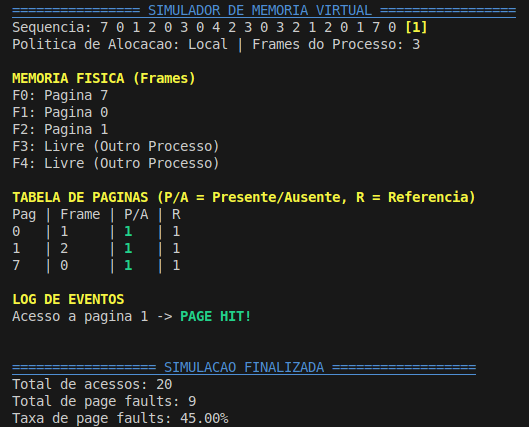 ================ SIMULADOR DE MEMORIA VIRTUAL =================
Sequencia: 7 0 1 2 0 3 0 4 2 3 0 3 2 1 2 0 1 7 0 [1]
Politica de Alocacao: Local | Frames do Processo: 3
MEMORIA FISICA (Frames)
F0: Pagina 7
F1: Pagina 0
F2: Pagina 1
F3: Livre (Outro Processo)
F4: Livre (Outro Processo)
TABELA DE PAGINAS (P/A = Presente/Ausente, R = Referencia)
Pag | Frame | P/A | R
0 | 1 | 1 | 1
1 | 2 | 1 | 1
7 | 0 | 1 | 1
LOG DE EVENTOS
Acesso a pagina 1 -> PAGE HIT!
================== SIMULACAO FINALIZADA ==================
Total de acessos: 20
Total de page faults: 9
Taxa de page faults: 45.00%